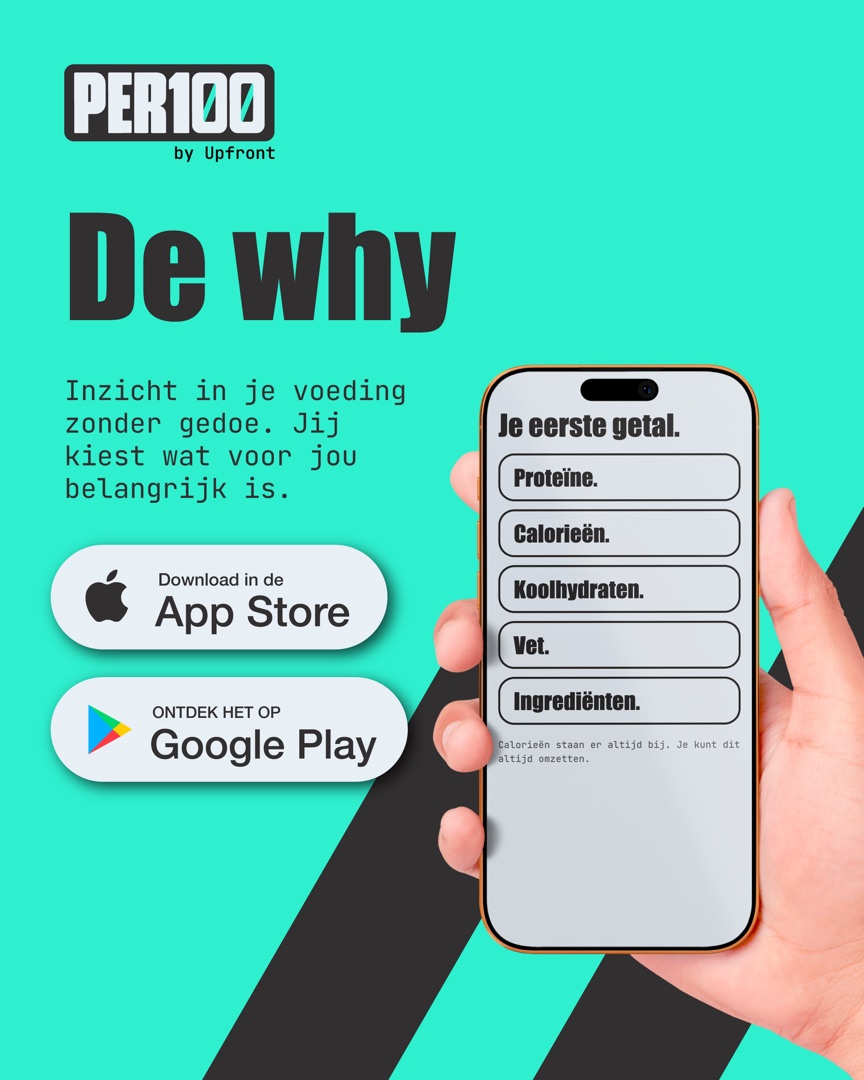 PER100
by Upfront
De why
Inzicht in je voeding
zonder gedoe. Jij
kiest wat voor jou
belangrijk is.
Download in de
App Store
ONTDEK HET OP
Google Play
Je eerste getal.
Proteïne.
Calorieën.
Koolhydraten.
Vet.
Ingrediënten.
Calorieën staan er altijd bij. Je kunt dit
altijd omzetten.